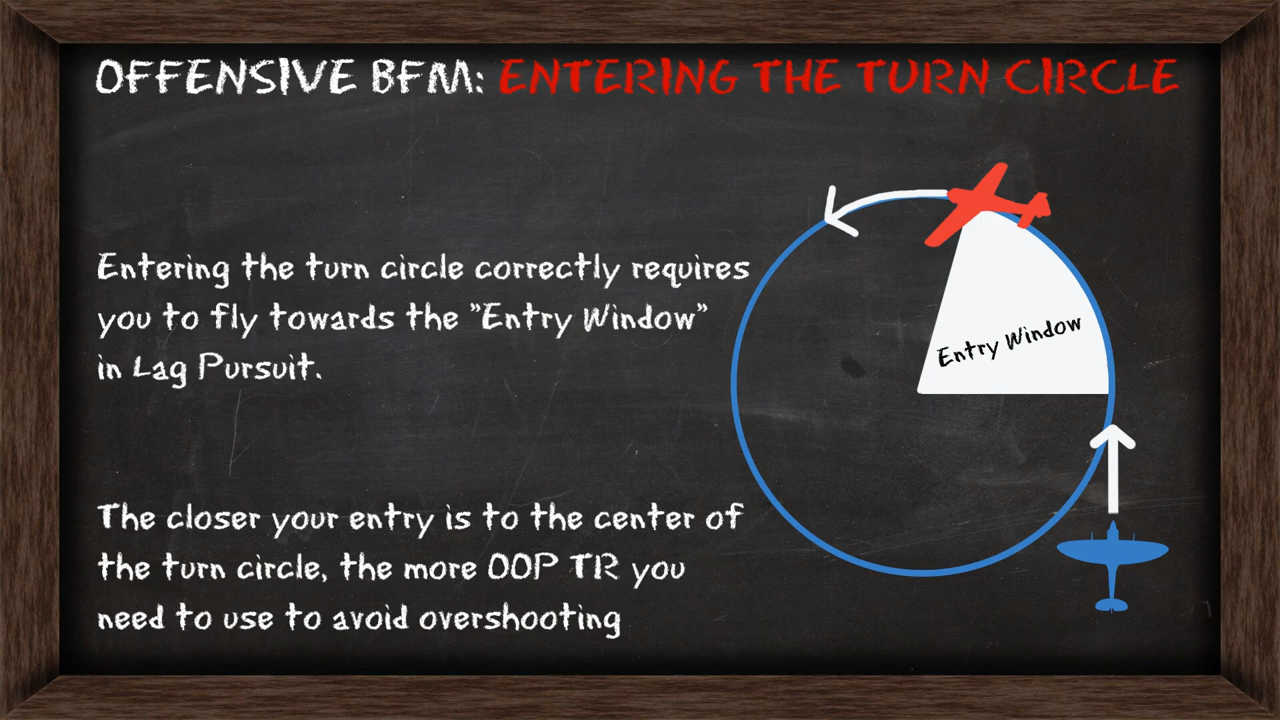 OFFENSIVE BFM: ENTERING THE TURN CIRCLE
Entering the turn circle correctly requires
you to fly towards the "Entry Window"
in Lag Pursuit.
Entry Window
The closer your entry is to the center of
the turn circle, the more OOP TR you
need to use to avoid overshooting